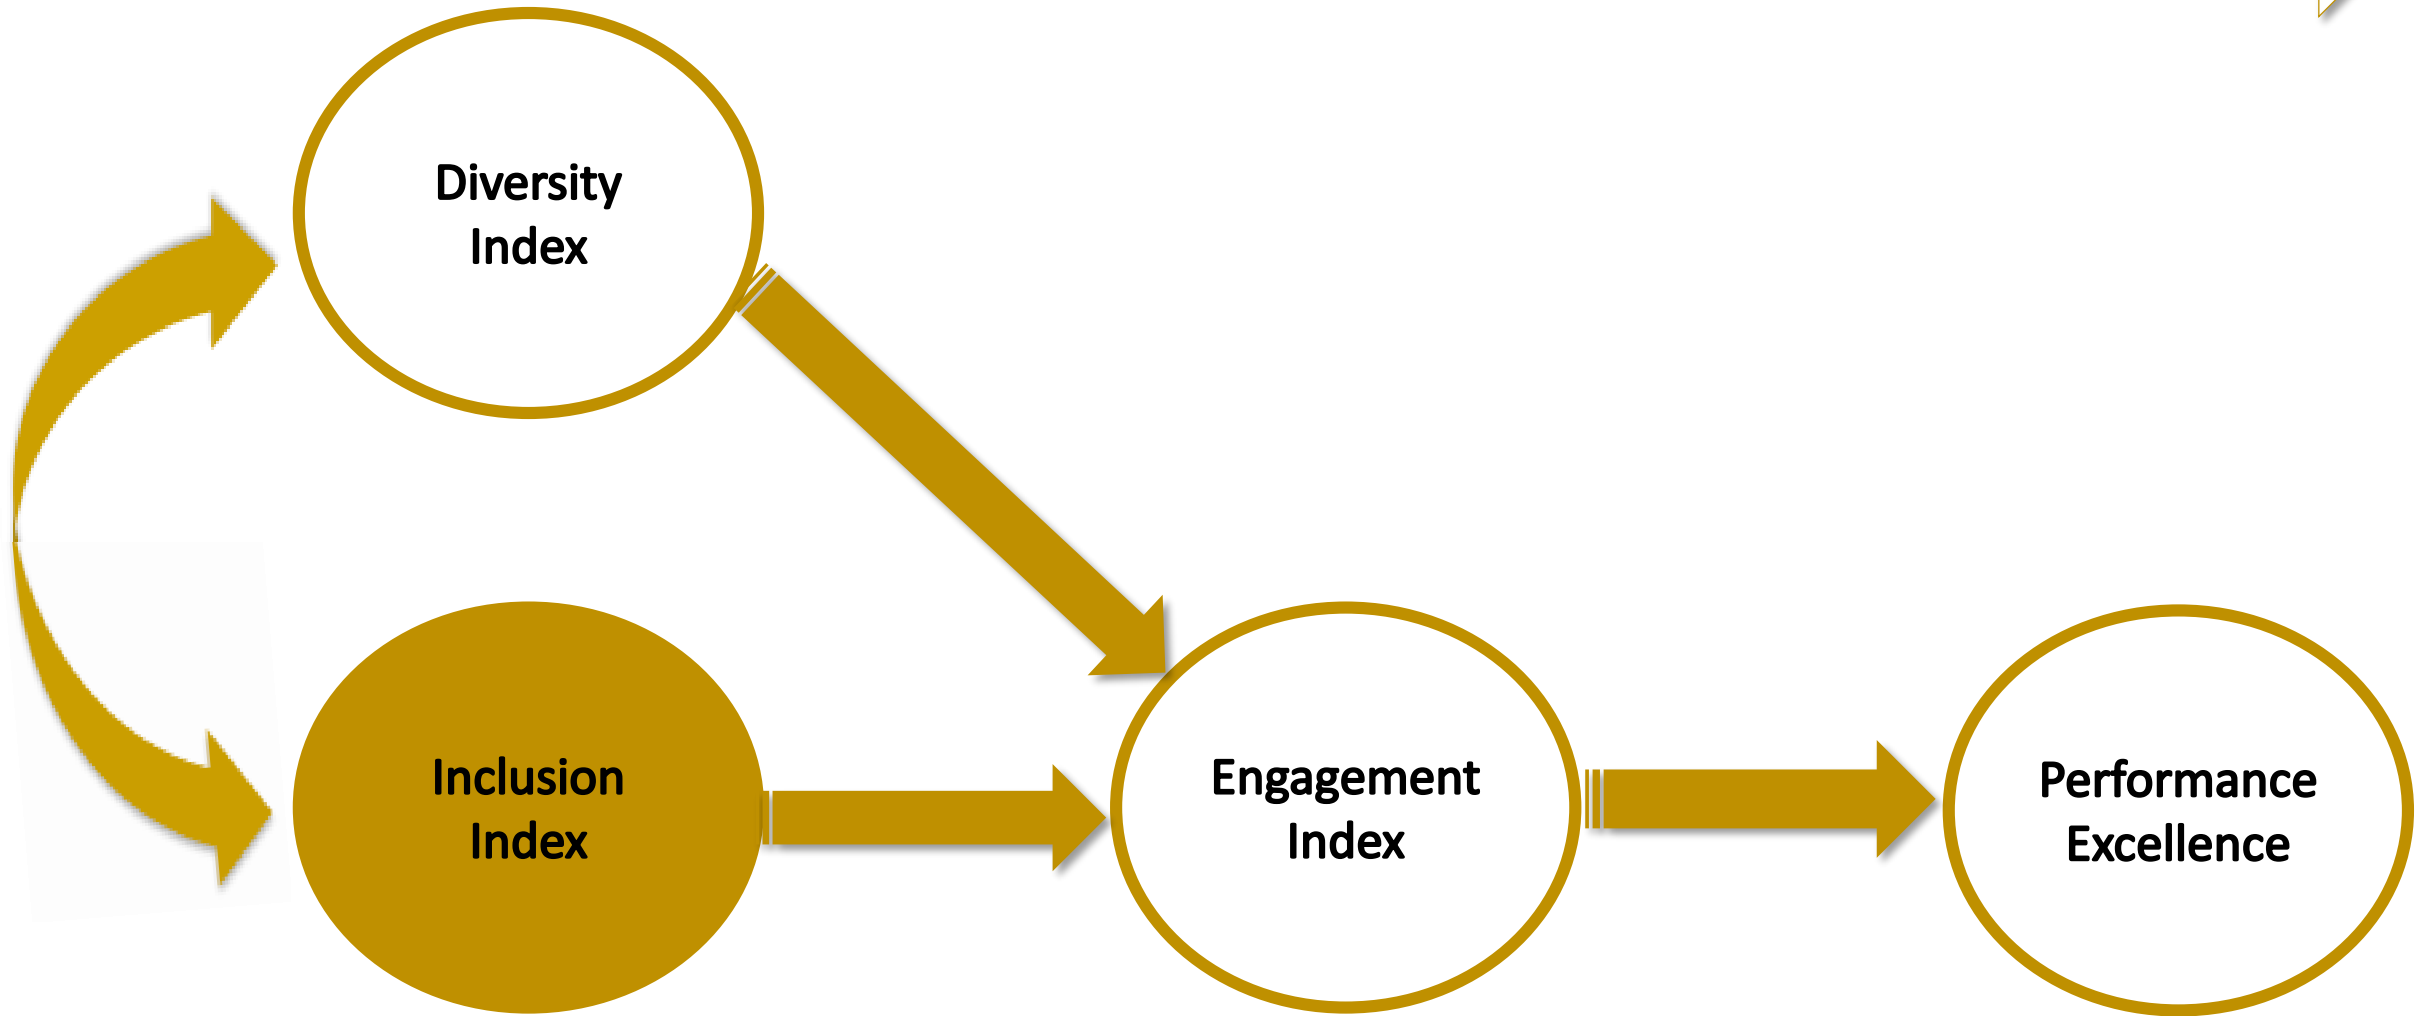 Diversity
Index
Inclusion
Index
Engagement
Index
Performance
Excellence